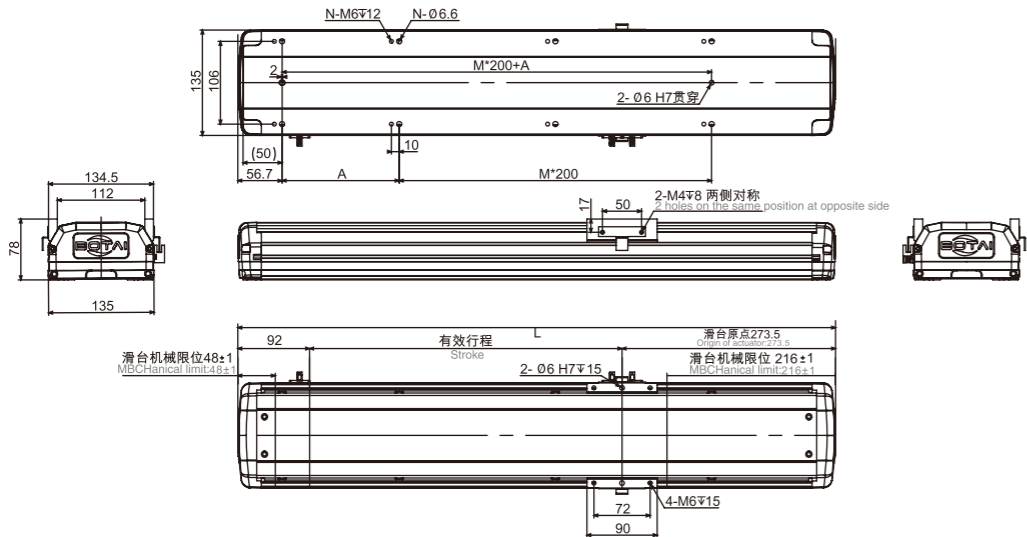 N-M6↧12
N-Ø6.6
135
106
2
M*200+A
2- Ø6 H7贯穿
(50)
10
56.7
A
M*200
134.5
112
78
BQTAI
135
17
50
2-M4↧8 两侧对称
2 holes on the same position at opposite side
L
92
有效行程
Stroke
滑台原点273.5
Origin of actuator:273.5
滑台机械限位48±1
MBCHanical limit:48±1
滑台机械限位 216±1
MBCHanical limit:216±1
2- Ø6 H7↧15
4-M6↧15
72
90